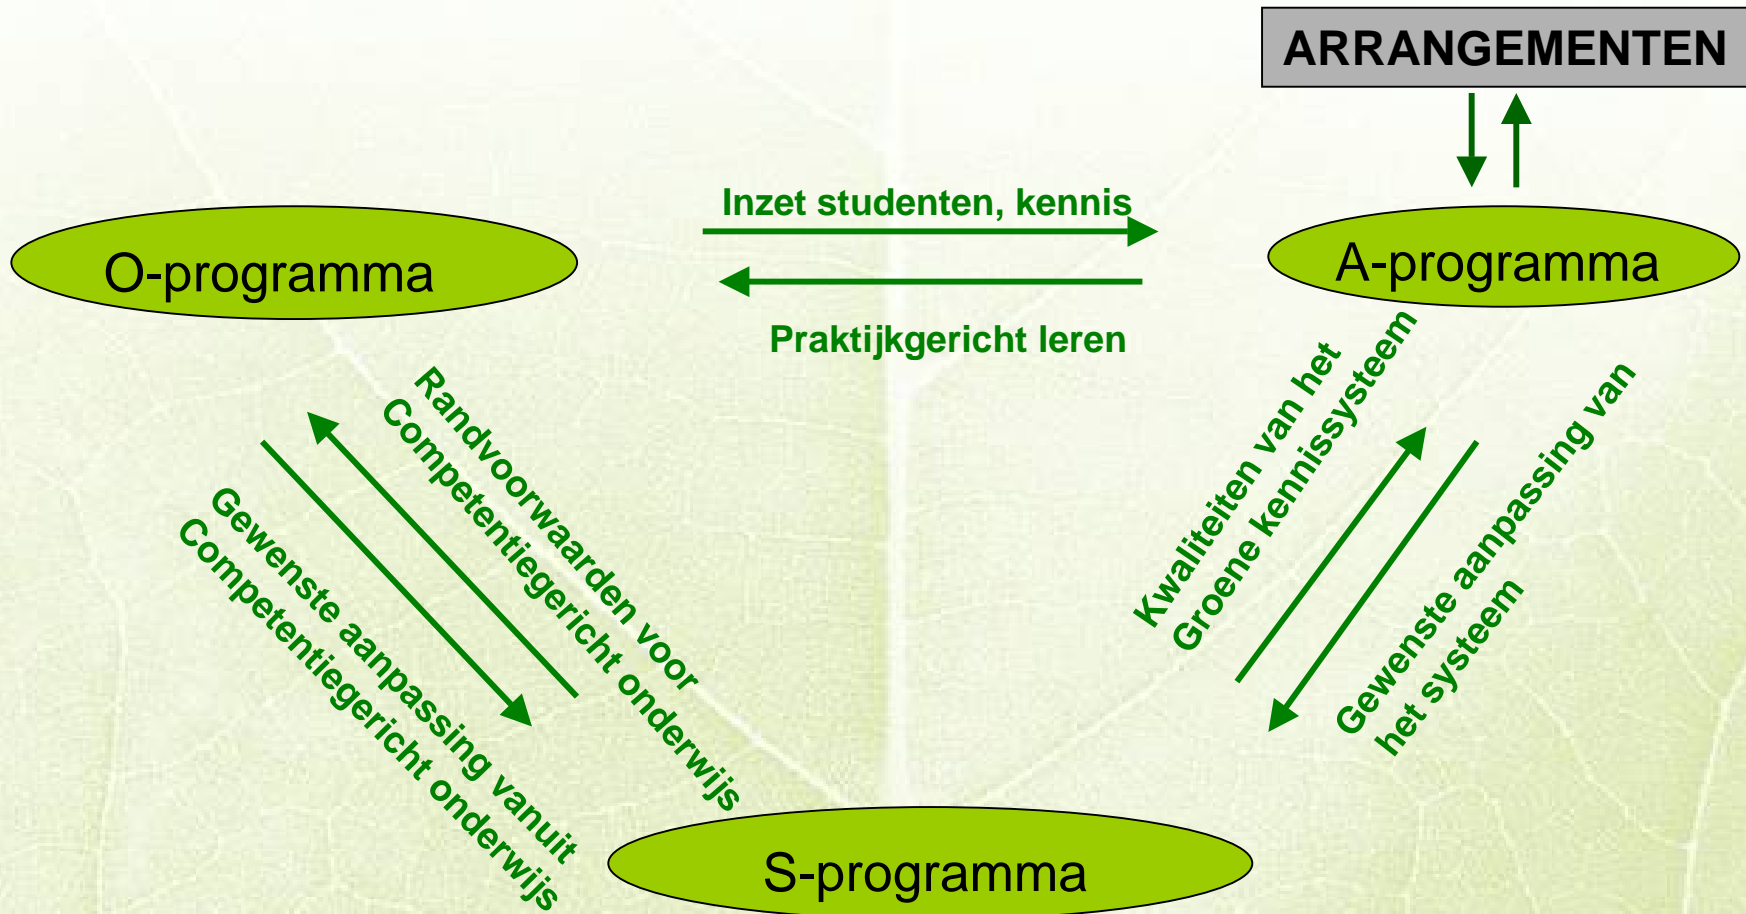 ARRANGEMENTEN
Inzet studenten, kennis
O-programma
A-programma
Praktijkgericht leren
Randvoorwaarden voor
Competentiegericht onderwijs
Gewenste aanpassing vanuit
Competentiegericht onderwijs
Kwaliteiten van het
Groene kennissysteem
Gewenste aanpassing van
het systeem
S-programma